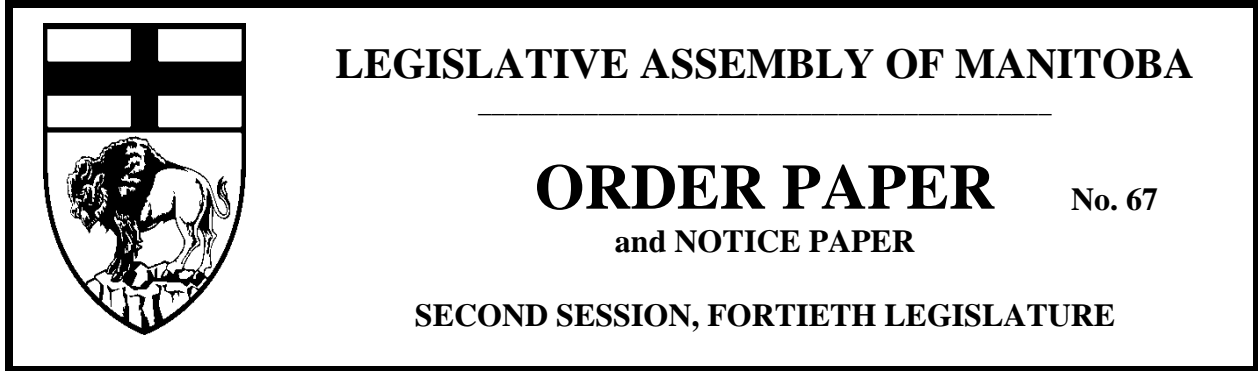 LEGISLATIVE ASSEMBLY OF MANITOBA
ORDER PAPER No. 67
and NOTICE PAPER
SECOND SESSION, FORTIETH LEGISLATURE